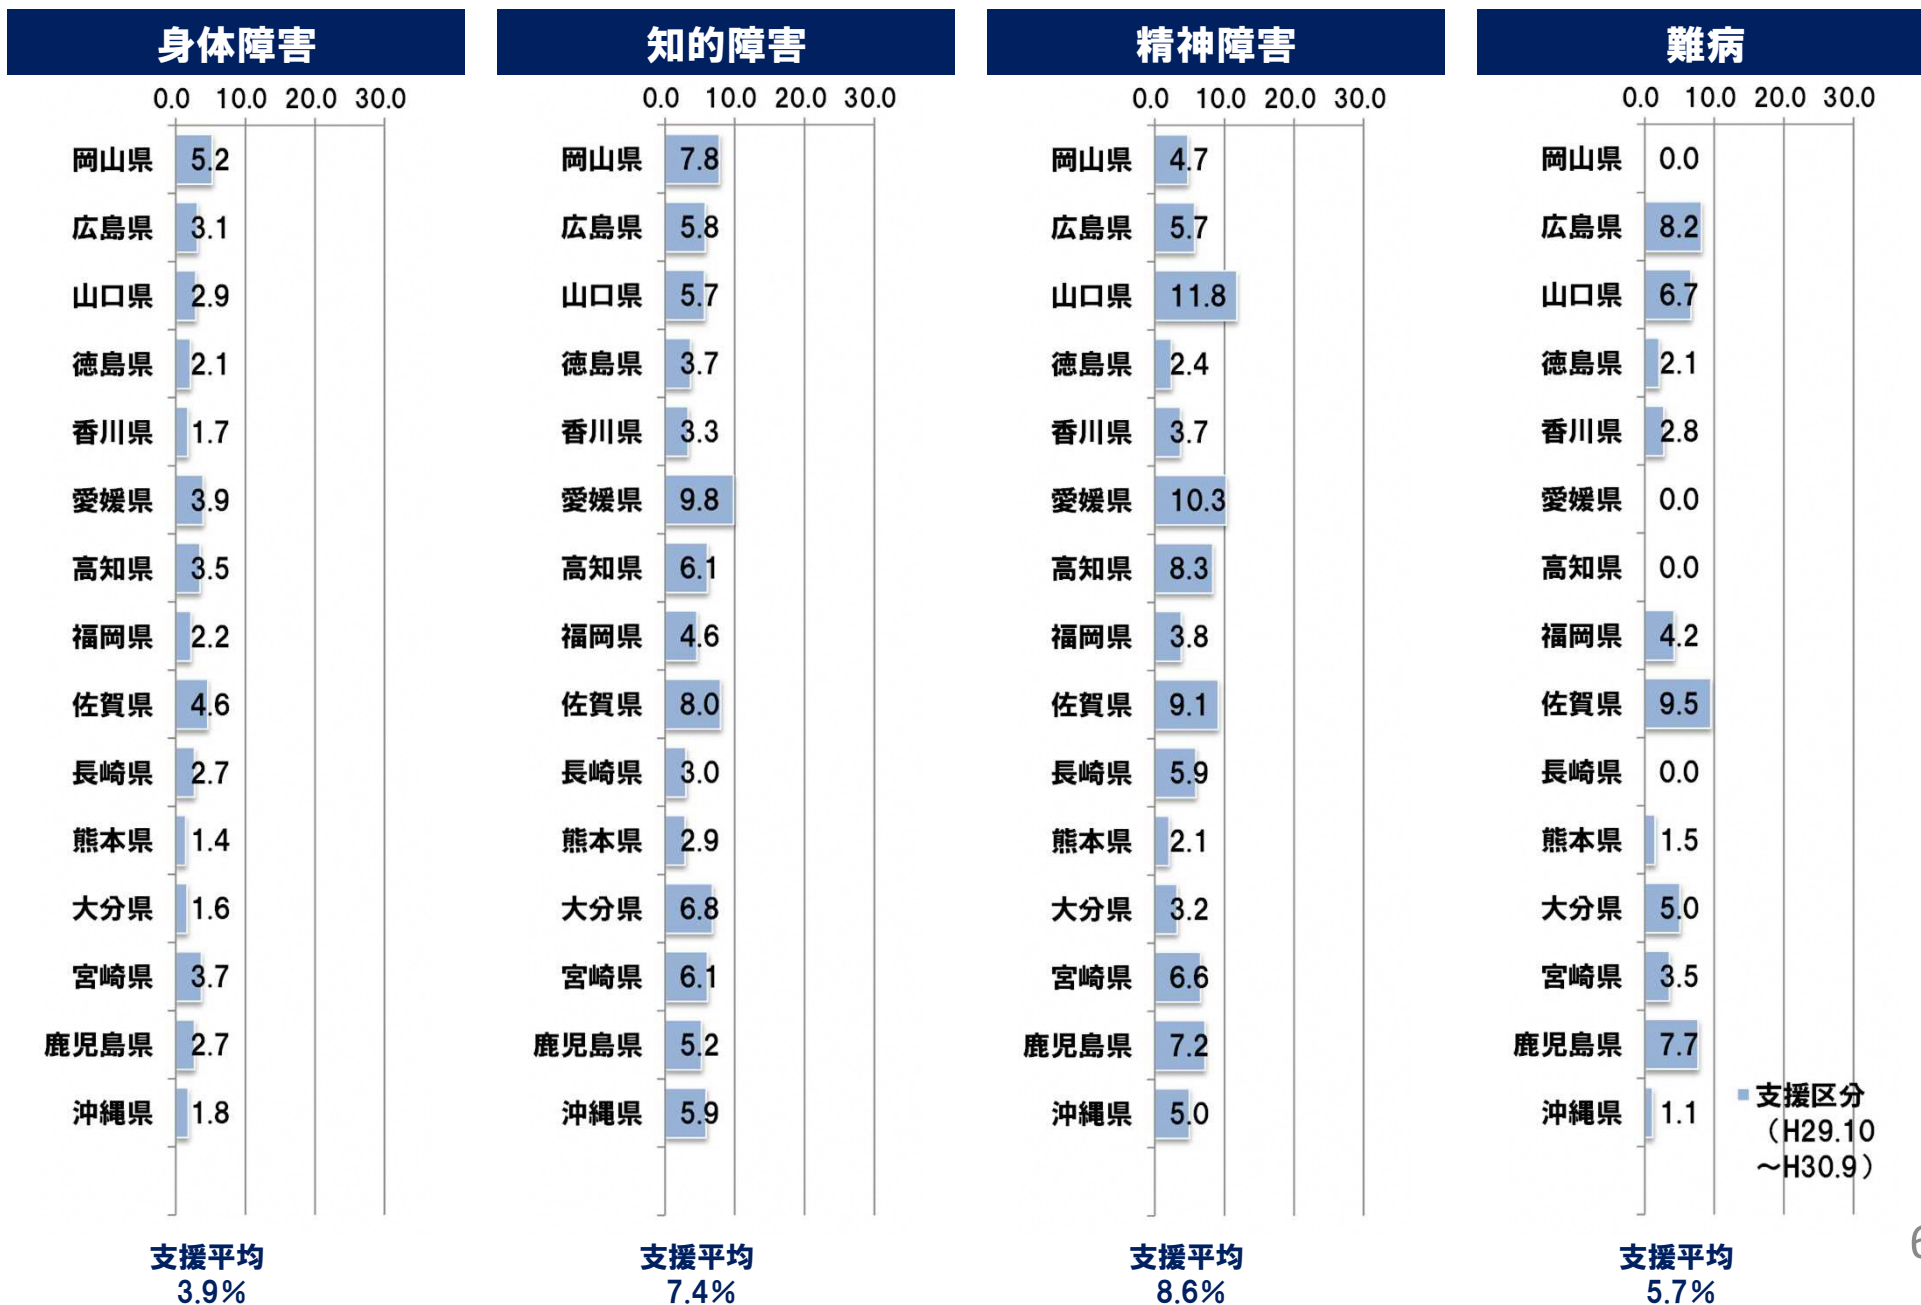 身体障害
0.0 10.0 20.0 30.0
岡山県 5.2
広島県 3.1
山口県 2.9
徳島県 2.1
香川県 1.7
愛媛県 3.9
高知県 3.5
福岡県 2.2
佐賀県 4.6
長崎県 2.7
熊本県 1.4
大分県 1.6
宮崎県 3.7
鹿児島県 2.7
沖縄県 1.8
支援平均
3.9%
知的障害
0.0 10.0 20.0 30.0
岡山県 7.8
広島県 5.8
山口県 5.7
徳島県 3.7
香川県 3.3
愛媛県 9.8
高知県 6.1
福岡県 4.6
佐賀県 8.0
長崎県 3.0
熊本県 2.9
大分県 6.8
宮崎県 6.1
鹿児島県 5.2
沖縄県 5.9
支援平均
7.4%
精神障害
0.0 10.0 20.0 30.0
岡山県 4.7
広島県 5.7
山口県 11.8
徳島県 2.4
香川県 3.7
愛媛県 10.3
高知県 8.3
福岡県 3.8
佐賀県 9.1
長崎県 5.9
熊本県 2.1
大分県 3.2
宮崎県 6.6
鹿児島県 7.2
沖縄県 5.0
支援平均
8.6%
難病
0.0 10.0 20.0 30.0
岡山県 0.0
広島県 8.2
山口県 6.7
徳島県 2.1
香川県 2.8
愛媛県 0.0
高知県 0.0
福岡県 4.2
佐賀県 9.5
長崎県 0.0
熊本県 1.5
大分県 5.0
宮崎県 3.5
鹿児島県 7.7
沖縄県 1.1
支援区分
（H29.10
～H30.9）
支援平均
5.7%